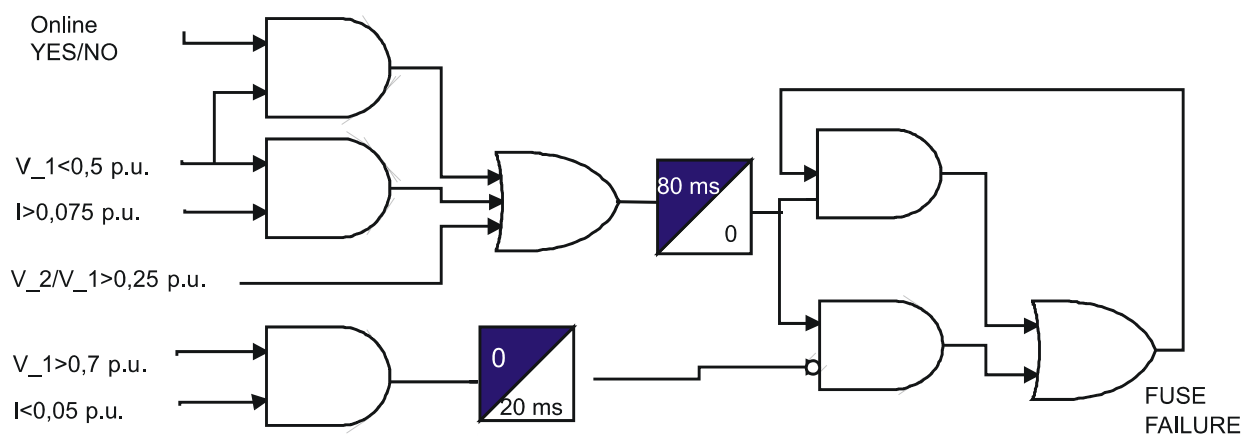 Online
YES/NO
V_1<0,5 p.u.
I>0,075 p.u.
V_2/V_1>0,25 p.u.
80 ms
0
V_1>0,7 p.u.
I<0,05 p.u.
0
20 ms
FUSE
FAILURE